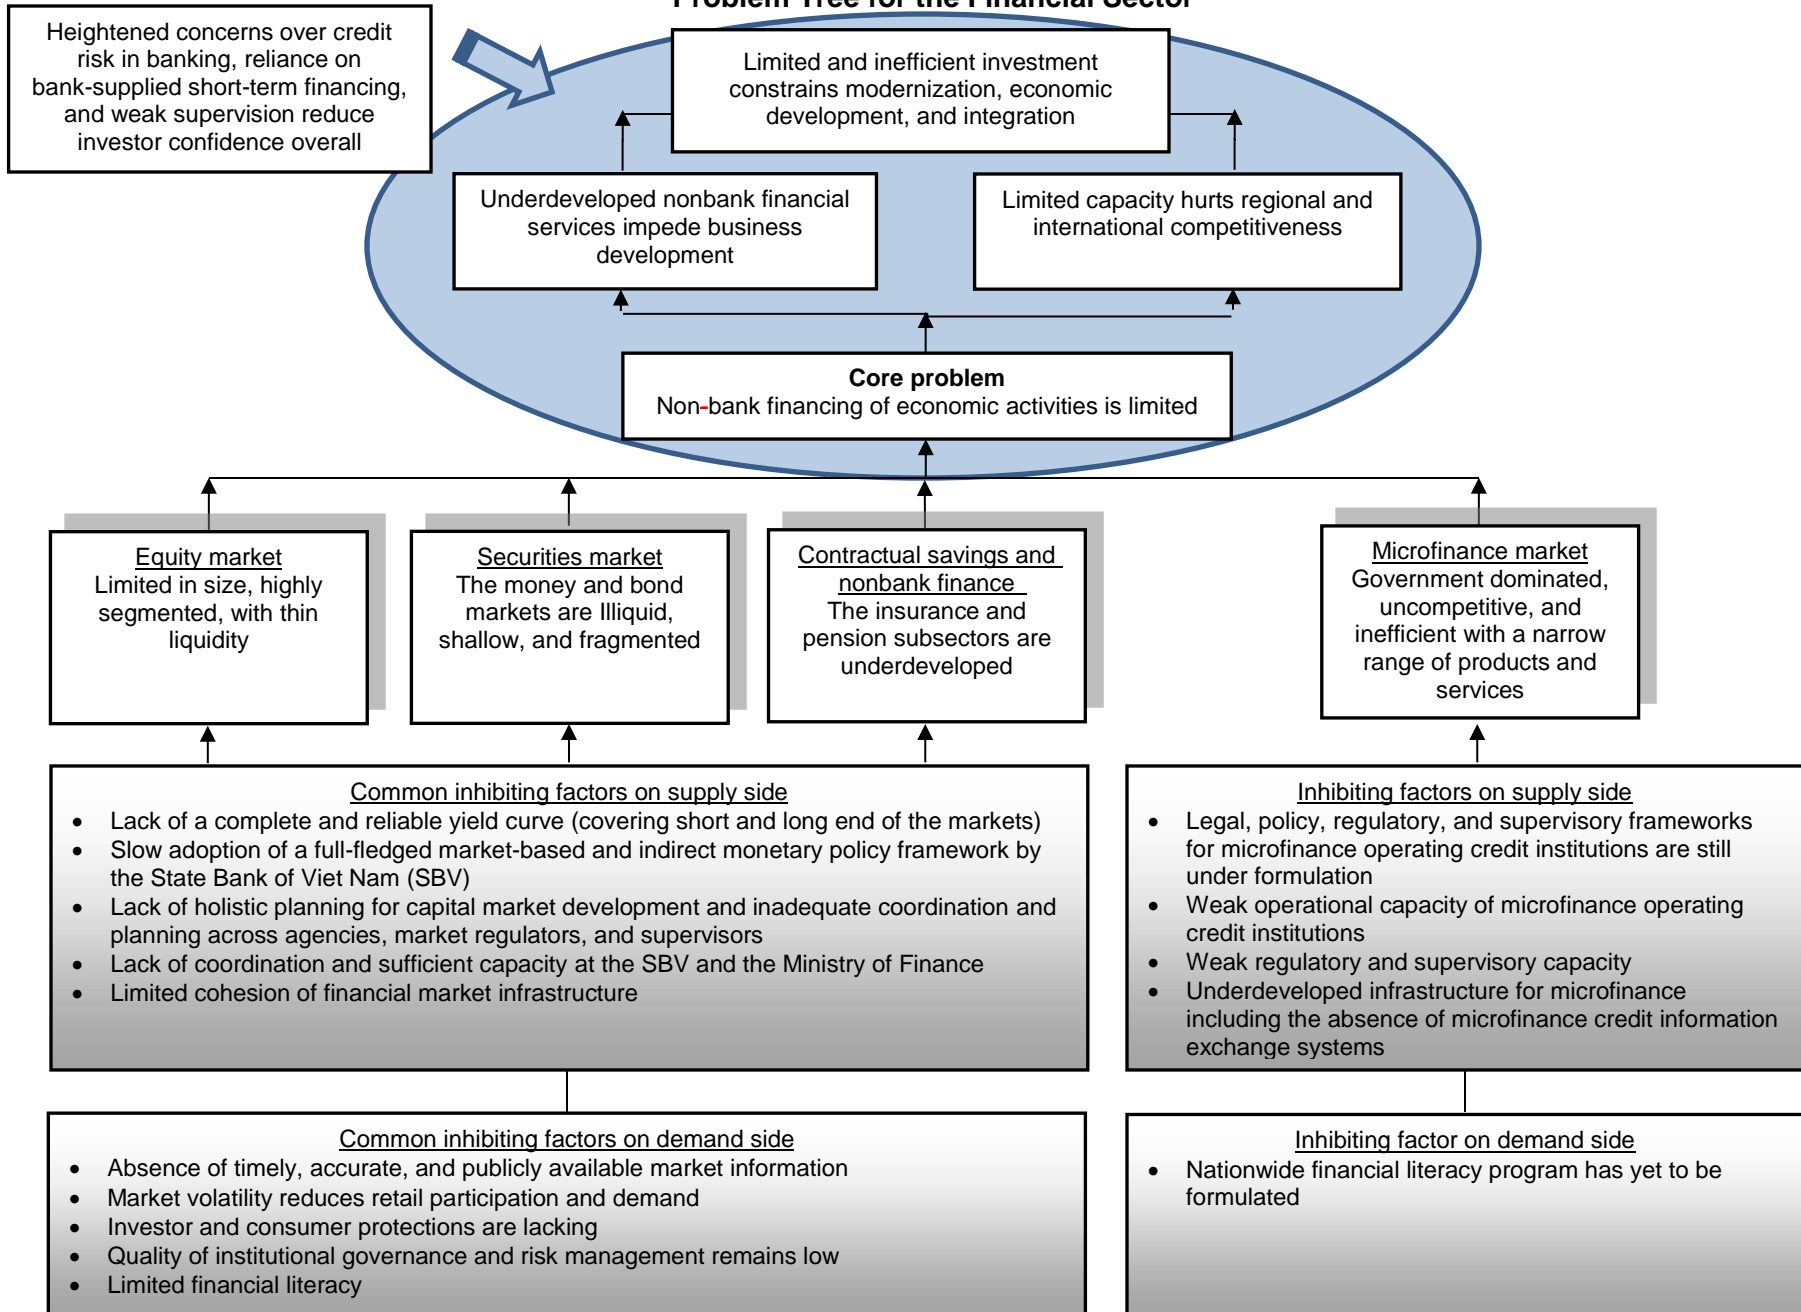 Problem Tree for the Financial Sector
Heightened concerns over credit
risk in banking, reliance on
bank-supplied short-term financing,
and weak supervision reduce
investor confidence overall
Limited and inefficient investment
constrains modernization, economic
development, and integration
Underdeveloped nonbank financial
services impede business
development
Limited capacity hurts regional and
international competitiveness
Core problem
Non-bank financing of economic activities is limited
Equity market
Limited in size, highly
segmented, with thin
liquidity
Securities market
The money and bond
markets are Illiquid,
shallow, and fragmented
Contractual savings and
nonbank finance
The insurance and
pension subsectors are
underdeveloped
Microfinance market
Government dominated,
uncompetitive, and
inefficient with a narrow
range of products and
services
Common inhibiting factors on supply side
• Lack of a complete and reliable yield curve (covering short and long end of the markets)
• Slow adoption of a full-fledged market-based and indirect monetary policy framework by
the State Bank of Viet Nam (SBV)
• Lack of holistic planning for capital market development and inadequate coordination and
planning across agencies, market regulators, and supervisors
• Lack of coordination and sufficient capacity at the SBV and the Ministry of Finance
• Limited cohesion of financial market infrastructure
Inhibiting factors on supply side
• Legal, policy, regulatory, and supervisory frameworks
for microfinance operating credit institutions are still
under formulation
• Weak operational capacity of microfinance operating
credit institutions
• Weak regulatory and supervisory capacity
• Underdeveloped infrastructure for microfinance
including the absence of microfinance credit information
exchange systems
Common inhibiting factors on demand side
• Absence of timely, accurate, and publicly available market information
• Market volatility reduces retail participation and demand
• Investor and consumer protections are lacking
• Quality of institutional governance and risk management remains low
• Limited financial literacy
Inhibiting factor on demand side
• Nationwide financial literacy program has yet to be
formulated